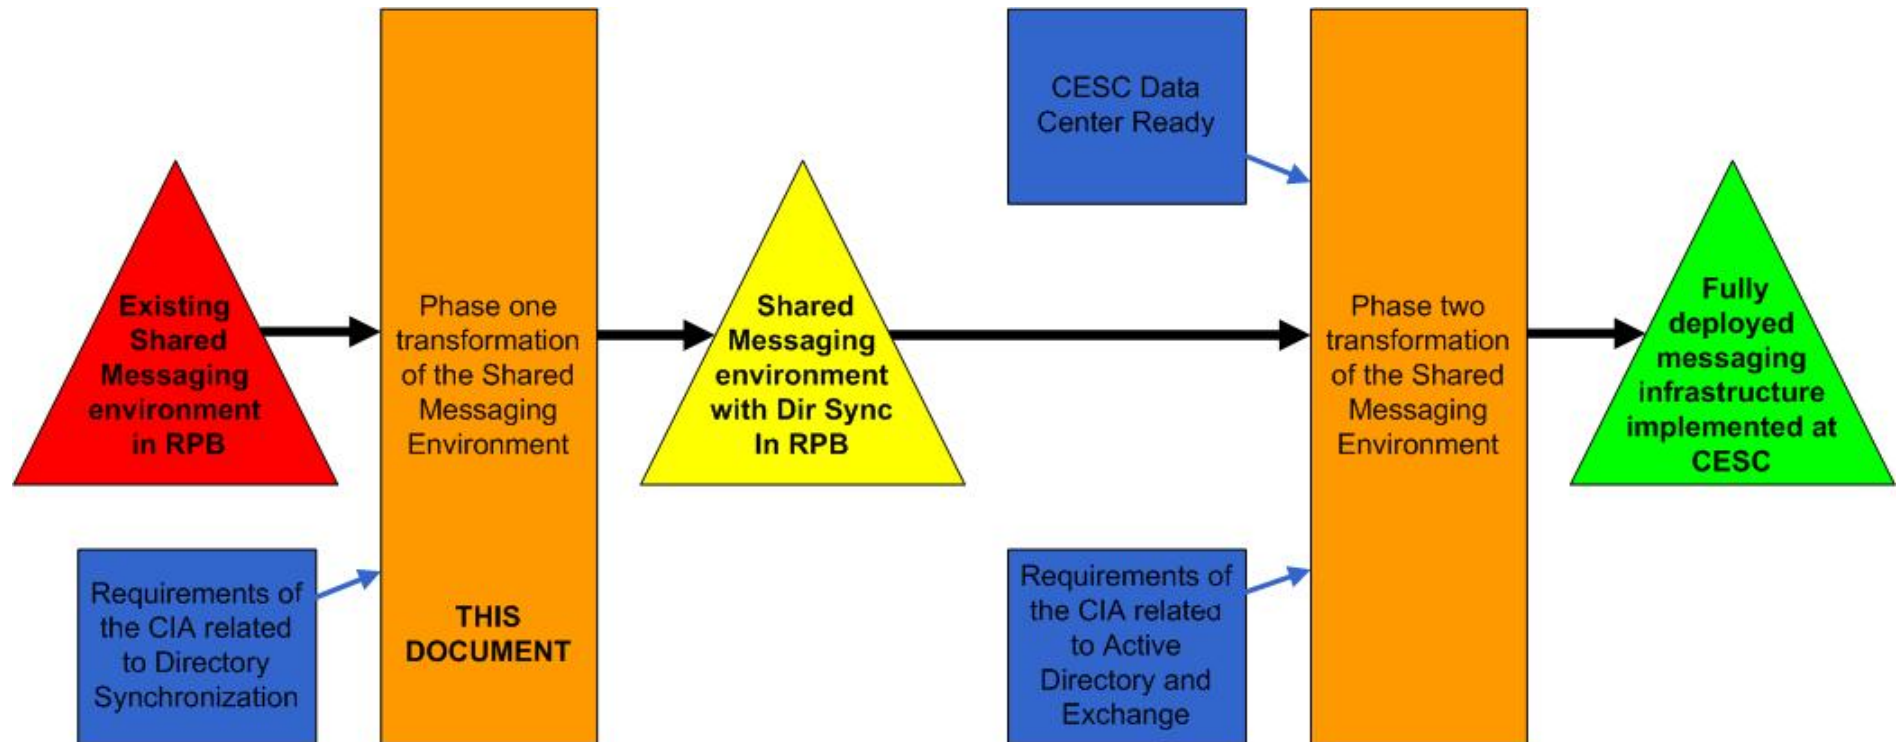 Existing
Shared
Messaging
environment
in RPB
Requirements of
the CIA related
to Directory
Synchronization
Phase one
transformation
of the Shared
Messaging
Environment
THIS
DOCUMENT
Shared
Messaging
environment
with Dir Sync
In RPB
CESC Data
Center Ready
Requirements of
the CIA related
to Active
Directory and
Exchange
Phase two
transformation
of the Shared
Messaging
Environment
Fully
deployed
messaging
infrastructure
implemented at
CESC